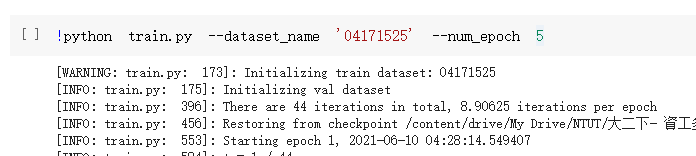 [ ] !python train.py --dataset_name '04171525' --num_epoch 5
[WARNING: train.py: 173]: Initializing train dataset: 04171525
[INFO: train.py: 175]: Initializing val dataset
[INFO: train.py: 396]: There are 44 iterations in total, 8.90625 iterations per epoch
[INFO: train.py: 456]: Restoring from checkpoint /content/drive/My Drive/NTUT/大二下- 資工
[INFO: train.py: 553]: Starting epoch 1, 2021-06-10 04:28:14.549407